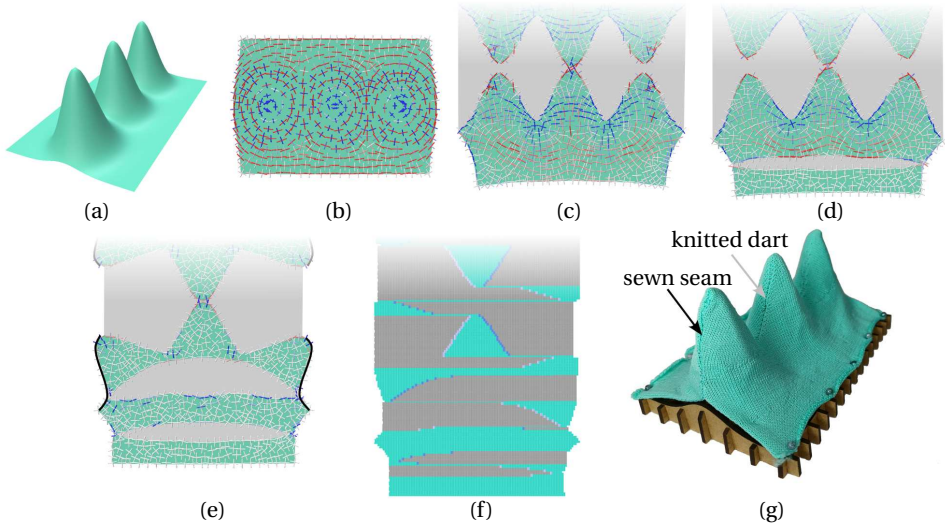 (a)
(b)
(c)
(d)
knitted dart
sewn seam
(e)
(f)
(g)